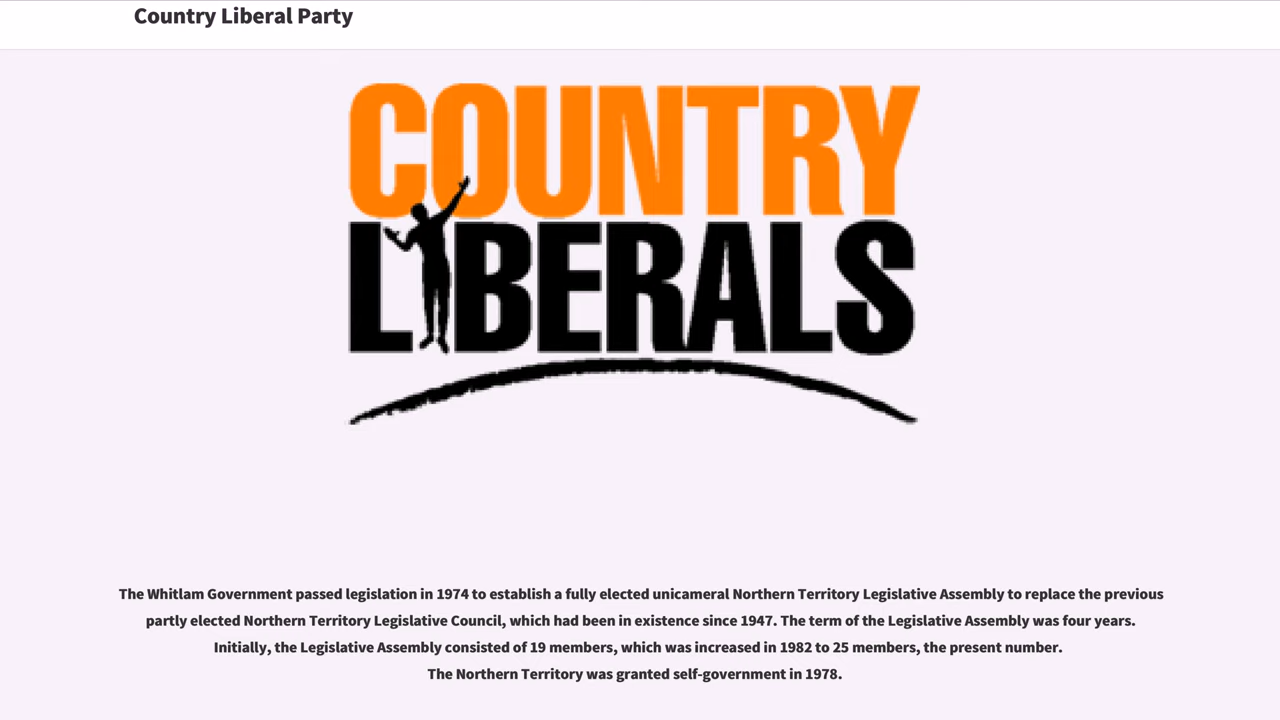 Country Liberal Party
COUNTRY
LIBERALS
The Whitlam Government passed legislation in 1974 to establish a fully elected unicameral Northern Territory Legislative Assembly to replace the previous
partly elected Northern Territory Legislative Council, which had been in existence since 1947. The term of the Legislative Assembly was four years.
Initially, the Legislative Assembly consisted of 19 members, which was increased in 1982 to 25 members, the present number.
The Northern Territory was granted self-government in 1978.